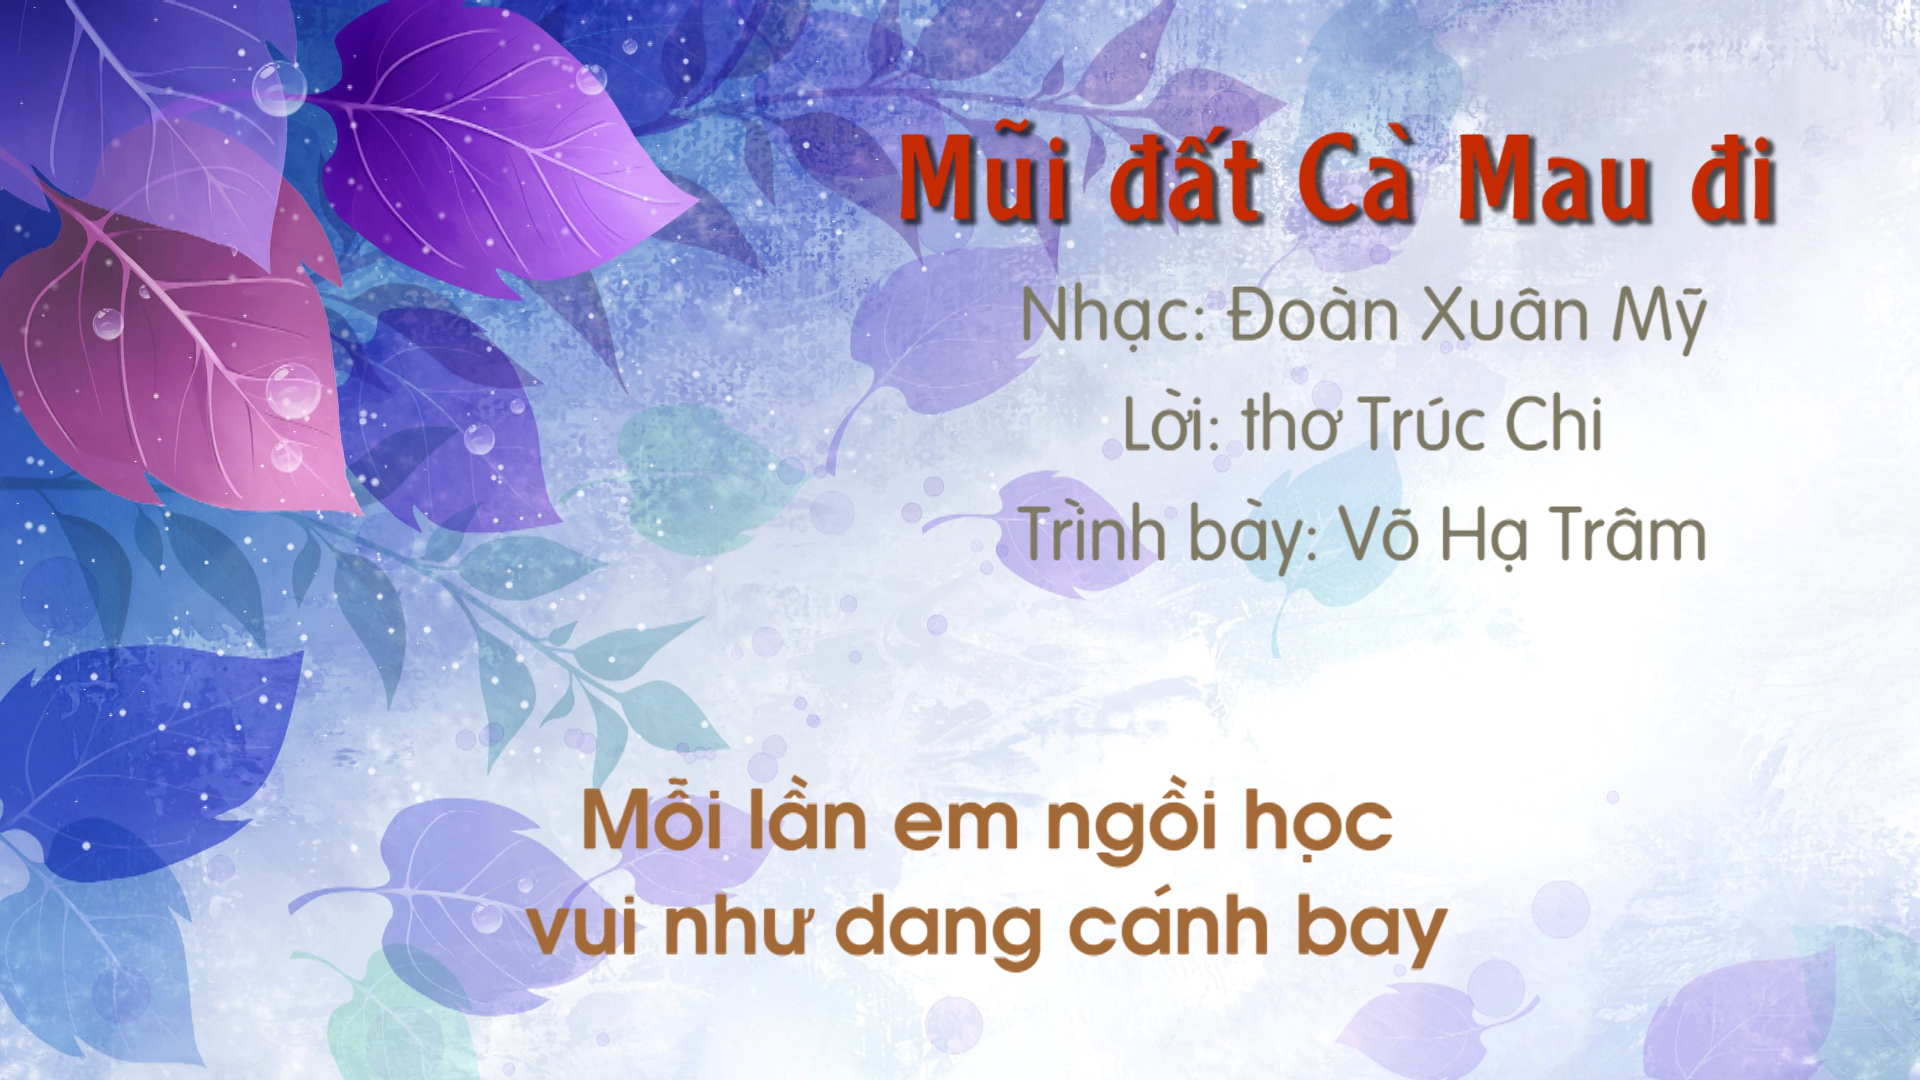 Mũi đất Cà Mau đi
Nhạc: Đoàn Xuân Mỹ
Lời: thơ Trúc Chi
Trình bày: Võ Hạ Trâm
Mỗi lần em ngồi học
vui như dang cánh bay